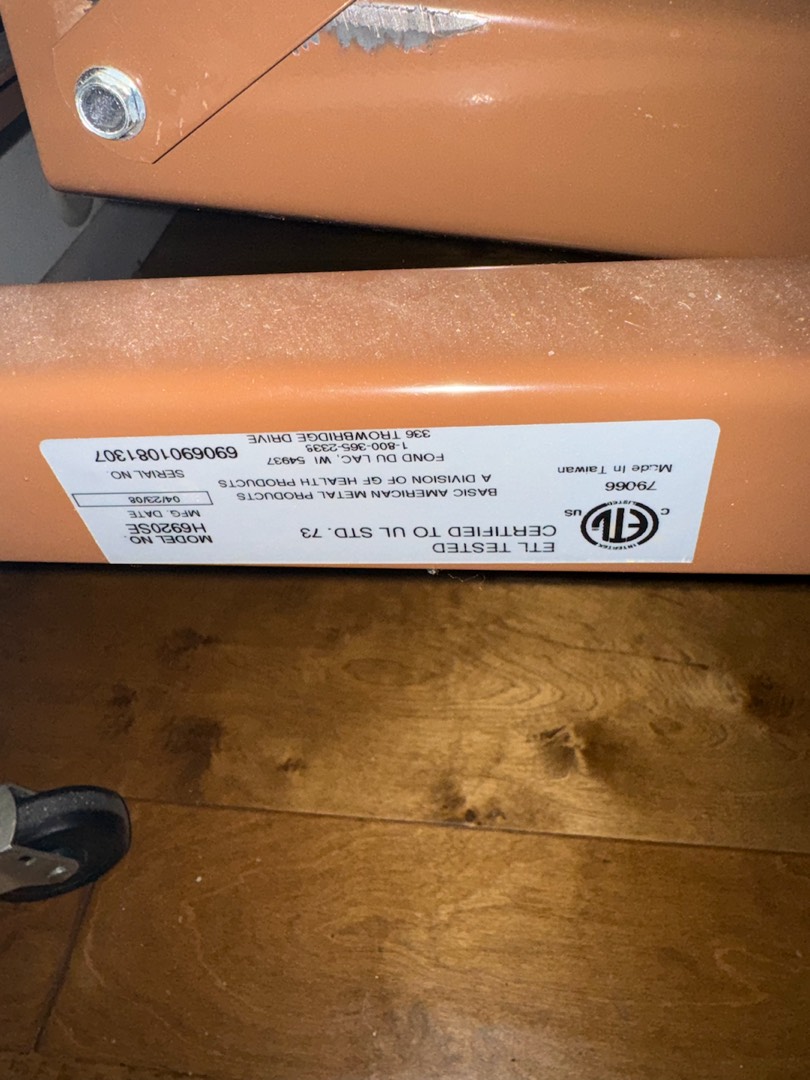 INTERTEK
ETL
LISTED
C
US
79066
Made In Taiwan
ETL TESTED
CERTIFIED TO UL STD. 73
BASIC AMERICAN METAL PRODUCTS
A DIVISION OF GF HEALTH PRODUCTS
FOND DU LAC, WI 54937
1-800-365-2338
336 TROWBRIDGE DRIVE
MODEL NO.
H6920SE
MFG. DATE
04/23/08
SERIAL NO.
6906901081307